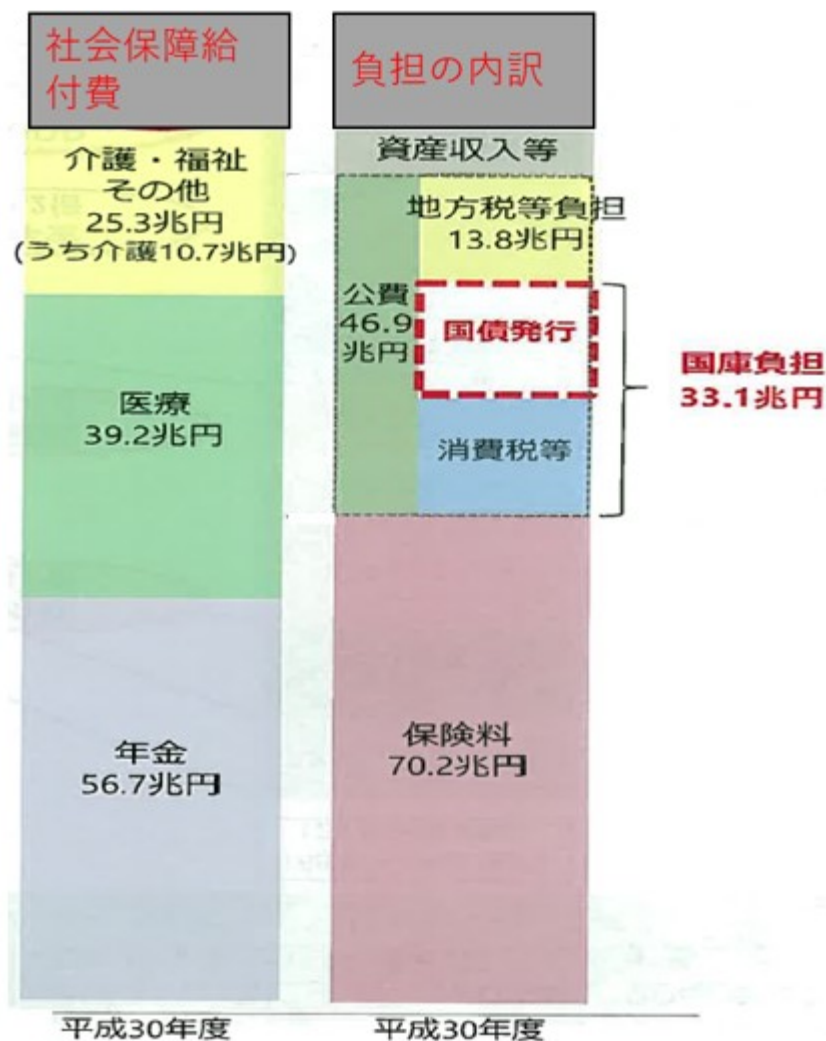 社会保障給
付費
介護・福祉
その他
25.3兆円
(うち介護10.7兆円)
医療
39.2兆円
年金
56.7兆円
平成30年度
負担の内訳
資産収入等
地方税等負担
13.8兆円
公費
46.9
兆円
国債発行
消費税等
国庫負担
33.1兆円
保険料
70.2兆円
平成30年度